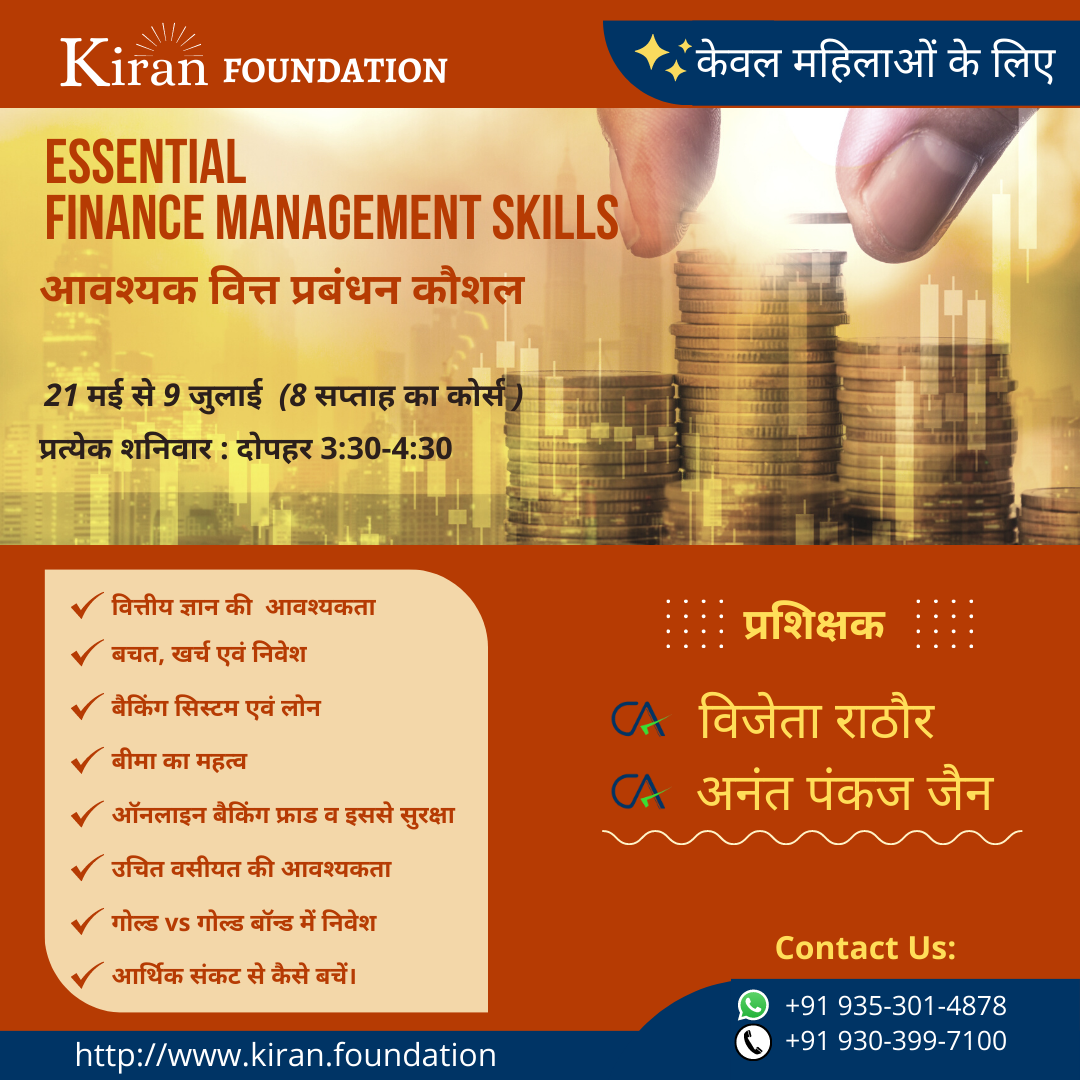 Kiran FOUNDATION
केवल महिलाओं के लिए
ESSENTIAL
FINANCE MANAGEMENT SKILLS
आवश्यक वित्त प्रबंधन कौशल
21 मई से 9 जुलाई (8 सप्ताह का कोर्स )
प्रत्येक शनिवार : दोपहर 3:30-4:30
वित्तीय ज्ञान की आवश्यकता
बचत, खर्च एवं निवेश
बैकिंग सिस्टम एवं लोन
बीमा का महत्व
ऑनलाइन बैकिंग फ्राड व इससे सुरक्षा
उचित वसीयत की आवश्यकता
गोल्ड vs गोल्ड बॉन्ड में निवेश
आर्थिक संकट से कैसे बचें।
प्रशिक्षक
CA विजेता राठौर
CA अनंत पंकज जैन
Contact Us:
+91 935-301-4878
+91 930-399-7100
http://www.kiran.foundation